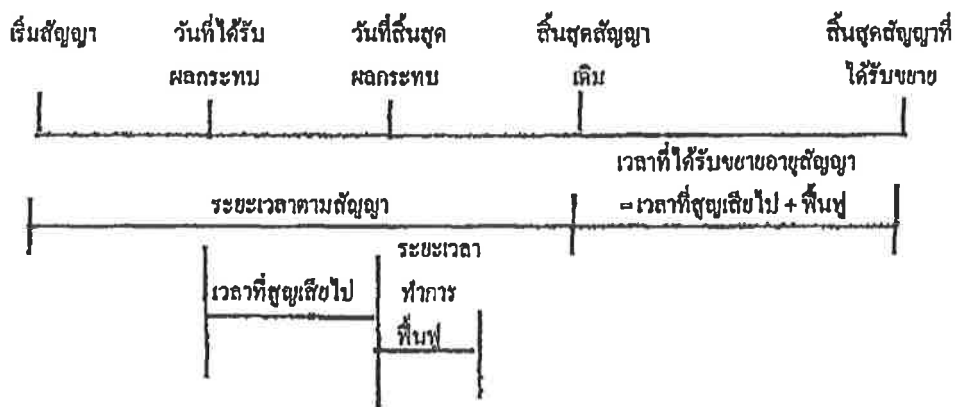 เริ่มสัญญา วันที่ได้รับ วันที่สิ้นสุด สิ้นสุดสัญญา สิ้นสุดสัญญาที่
ผลกระทบ ผลกระทบ เดิม ได้รับขยาย
เวลาที่ได้รับขยายอายุสัญญา
ระยะเวลาตามสัญญา = เวลาที่สูญเสียไป + ฟื้นฟู
ระยะเวลา
เวลาที่สูญเสียไป ทำการ
ฟื้นฟู